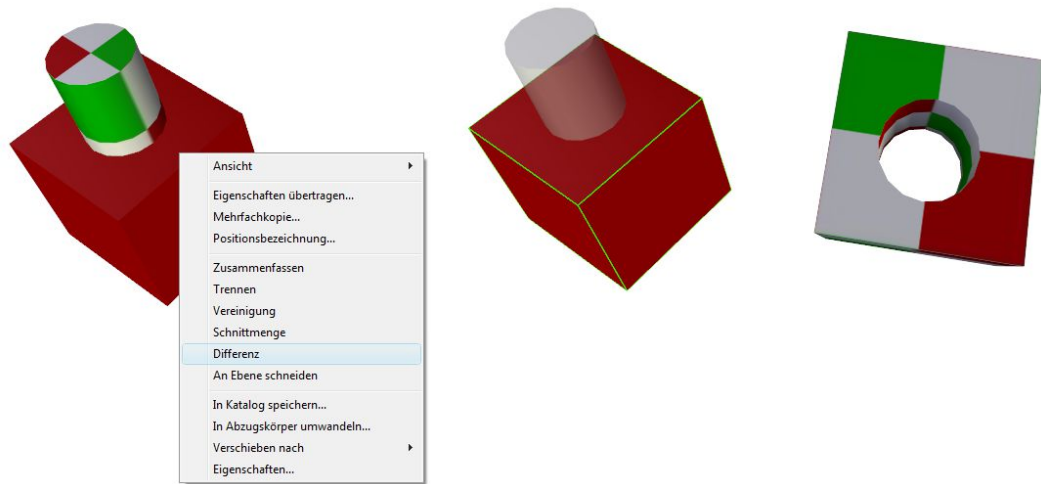 Ansicht
Eigenschaften übertragen...
Mehrfachkopie...
Positionsbezeichnung...
Zusammenfassen
Trennen
Vereinigung
Schnittmenge
Differenz
An Ebene schneiden
In Katalog speichern...
In Abzugskörper umwandeln...
Verschieben nach
Eigenschaften...